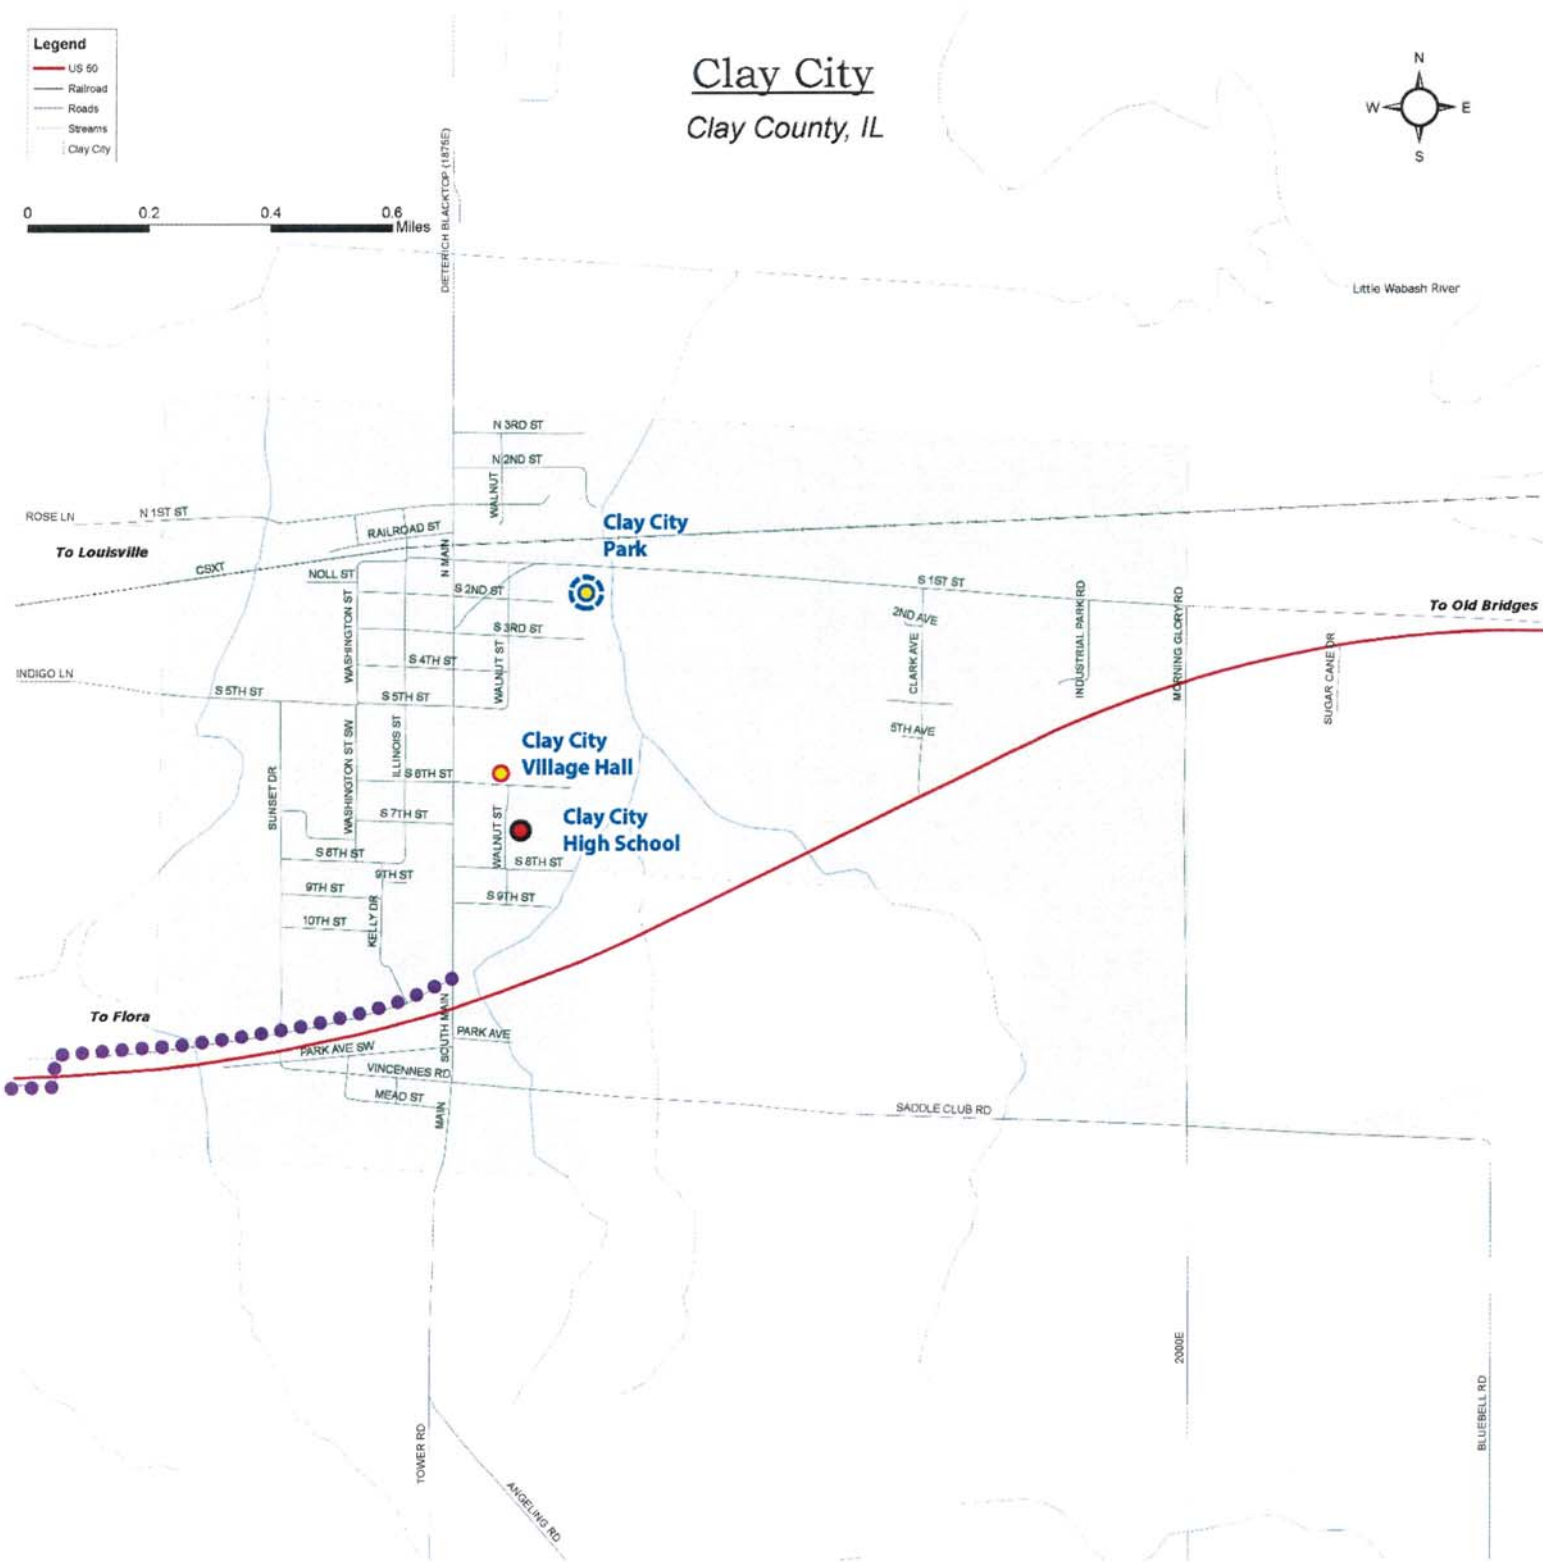 Legend
US 50
Railroad
Roads
Streams
Clay City
Clay City
Clay County, IL
N
W
E
S
0
0.2
0.4
0.6
Miles
DIETERICH BLACKTOP (1875E)
Little Wabash River
N 3RD ST
N 2ND ST
WALNUT
ROSE LN
N 1ST ST
RAILROAD ST
Clay City
Park
To Louisville
CSXT
N MAIN
NOLL ST
S 2ND ST
S 1ST ST
INDUSTRIAL PARK RD
MORNING GLORY RD
To Old Bridges
2ND AVE
WASHINGTON ST
S 3RD ST
S 4TH ST
WALNUT ST
CLARK AVE
SUGAR CANE DR
INDIGO LN
S 5TH ST
S 5TH ST
5TH AVE
ILLINOIS ST
WASHINGTON ST SW
SUNSET DR
Clay City
Village Hall
S 6TH ST
S 7TH ST
WALNUT ST
Clay City
High School
S 8TH ST
S 8TH ST
9TH ST
9TH ST
S 9TH ST
10TH ST
KELLY DR
To Flora
SOUTH MAIN
PARK AVE
PARK AVE SW
VINCENNES RD
MEAD ST
MAIN
SADDLE CLUB RD
2000E
BLUEBELL RD
TOWER RD
ANGELING RD